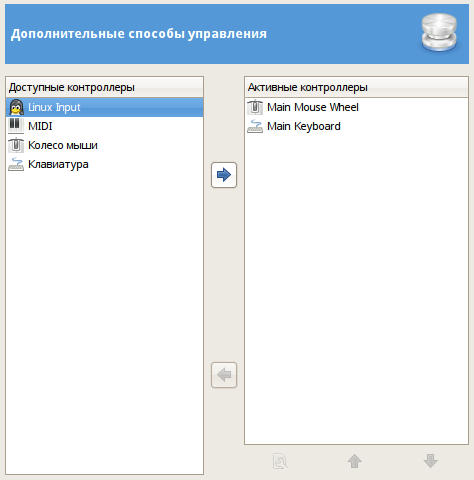 Дополнительные способы управления
Доступные контроллеры
Linux Input
MIDI
Колесо мыши
Клавиатура
Активные контроллеры
Main Mouse Wheel
Main Keyboard